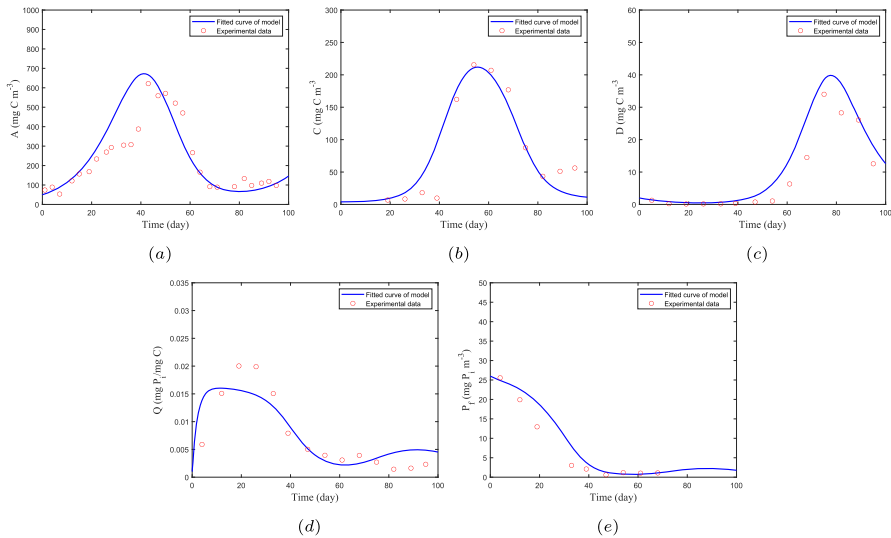 1000
900
800
700
600
500
400
300
200
100
0
A (mg C m⁻³)
0 20 40 60 80 100
Time (day)
Fitted curve of model
Experimental data
(a)
300
250
200
150
100
50
0
C (mg C m⁻³)
0 20 40 60 80 100
Time (day)
Fitted curve of model
Experimental data
(b)
60
50
40
30
20
10
0
D (mg C m⁻³)
0 20 40 60 80 100
Time (day)
Fitted curve of model
Experimental data
(c)
0.035
0.03
0.025
0.02
0.015
0.01
0.005
0
Q (mg Pᵢ/mg C)
0 20 40 60 80 100
Time (day)
Fitted curve of model
Experimental data
(d)
50
45
40
35
30
25
20
15
10
5
0
P_f (mg Pᵢ m⁻³)
0 20 40 60 80 100
Time (day)
Fitted curve of model
Experimental data
(e)